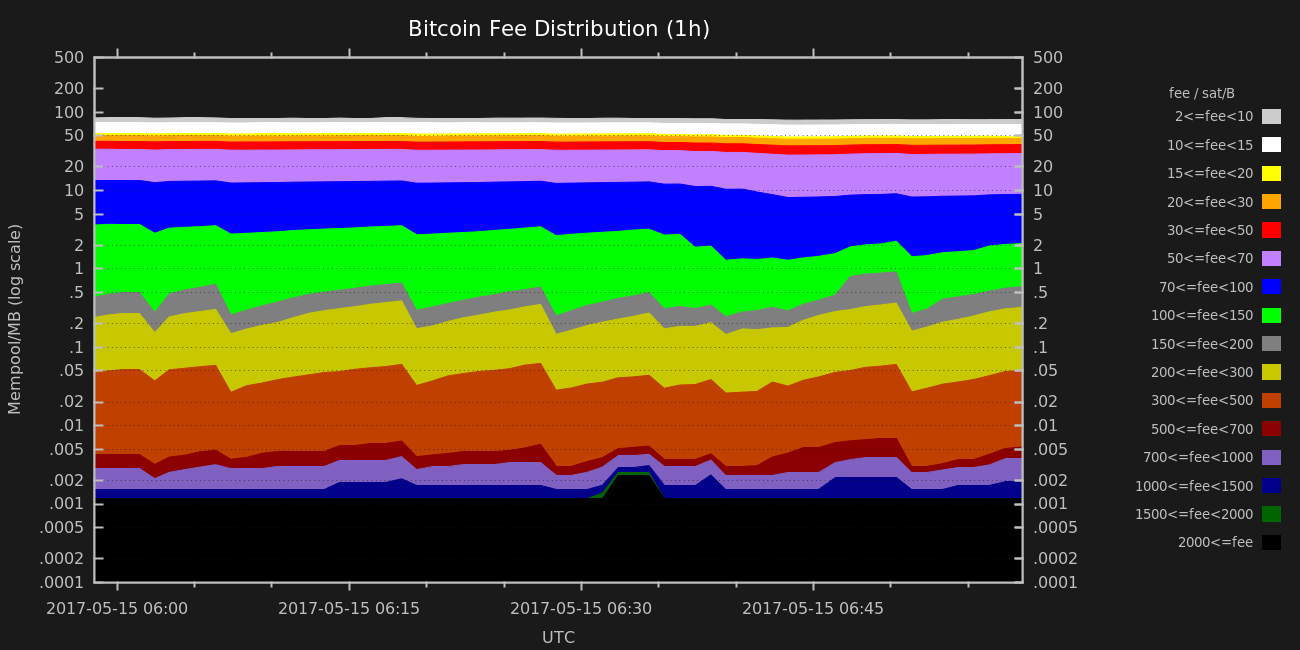 Bitcoin Fee Distribution (1h)
Mempool/MB (log scale)
500
200
100
50
20
10
5
2
1
.5
.2
.1
.05
.02
.01
.005
.002
.001
.0005
.0002
.0001
500
200
100
50
20
10
5
2
1
.5
.2
.1
.05
.02
.01
.005
.002
.001
.0005
.0002
.0001
2017-05-15 06:00 2017-05-15 06:15 2017-05-15 06:30 2017-05-15 06:45
UTC
fee / sat/B
2<=fee<10
10<=fee<15
15<=fee<20
20<=fee<30
30<=fee<50
50<=fee<70
70<=fee<100
100<=fee<150
150<=fee<200
200<=fee<300
300<=fee<500
500<=fee<700
700<=fee<1000
1000<=fee<1500
1500<=fee<2000
2000<=fee